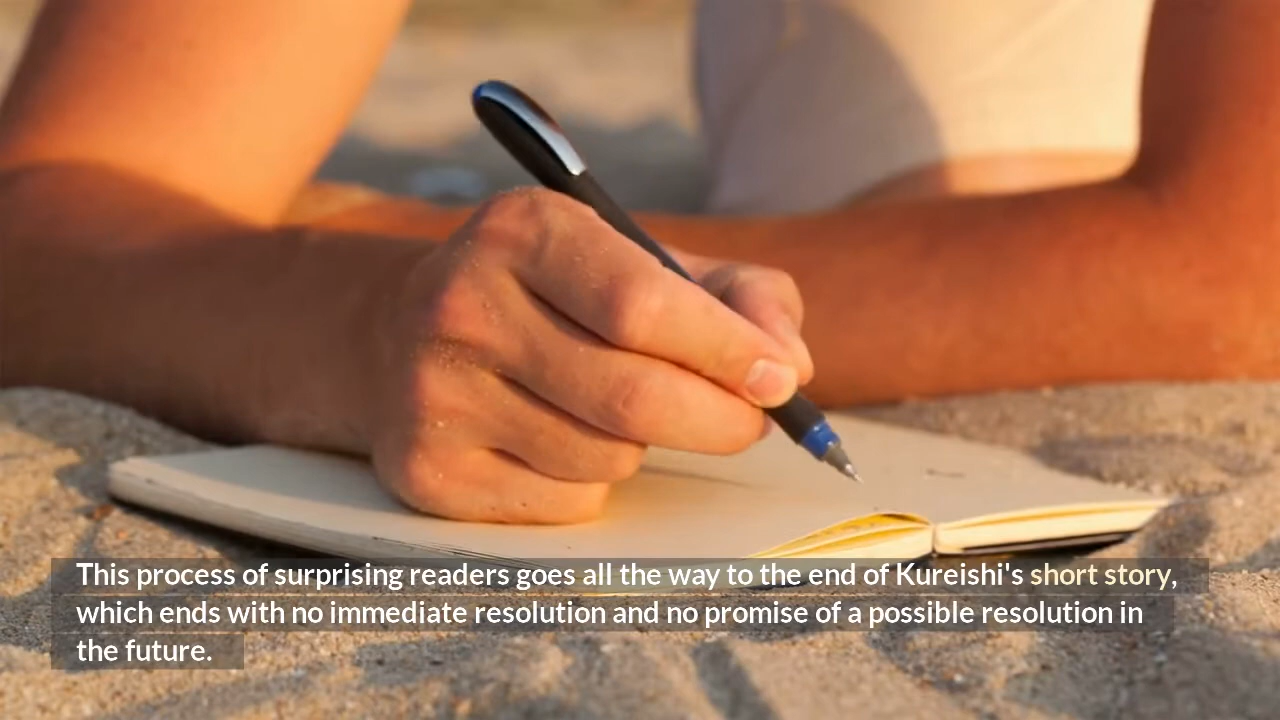 This process of surprising readers goes all the way to the end of Kureishi's short story,
which ends with no immediate resolution and no promise of a possible resolution in
the future.